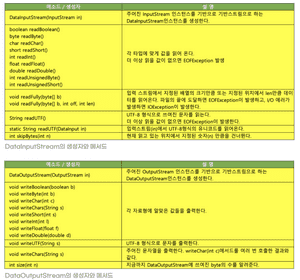 메소드 / 생성자 설 명
DataInputStream(InputStream in) 주어진 InputStream 인스턴스를 기반으로 기반스트림으로 하는
DataInputStream인스턴스를 생성한다.
boolean readBoolean()
byte readByte()
char readChar()
short readShort()
int readInt()
float readFloat()
double readDouble()
int readUnsignedByte()
int readUnsignedShort()
각 타입에 맞게 값을 읽어 온다.
더 이상 읽을 값이 없으면 EOFException 발생
void readFully(byte[] b)
void readFully(byte[] b, int off, int len)
입력 스트림에서 지정된 배열의 크기만큼 또는 지정된 위치에서 len만큼 데이
터를 읽어온다. 파일의 끝에 도달하면 EOFException이 발생하고, I/O 에러가
발생하면 IOException이 발생한다.
String readUTF() UTF-8 형식으로 쓰여진 문자를 읽는다.
더 이상 읽을 값이 없으면 EOFException이 발생한다.
static String readUTF(DataInput in) 입력스트림(in)에서 UTF-8형식의 유니코드를 읽어온다.
int skipBytes(int n) 현재 읽고 있는 위치에서 지정된 숫자(n) 만큼을 건너뛴다.
DataInputStream의 생성자와 메서드
메소드 / 생성자 설 명
DataOutputStream(OutputStream in) 주어진 OutputStream 인스턴스를 기반으로 기반스트림으로 하는
DataOutputStream인스턴스를 생성한다.
void writeBoolean(boolean b)
void writeByte(int b)
void writeChar(int c)
void writeChars(String s)
void writeShort(int s)
void writeInt(int I)
void writeFloat(float f)
void writeDouble(double d)
각 자료형에 알맞은 값들을 출력한다.
void writeUTF(String s) UTF-8 형식으로 문자를 출력한다.
void writeChars(String s) 주어진 문자열을 출력한다. writeChar(int c)메서드를 여러 번 호출한 결과와
같다.
int size(int n) 지금까지 DataOutputStream에 쓰여진 byte의 수를 알려준다.
DataOutputStream의 생성자와 메서드